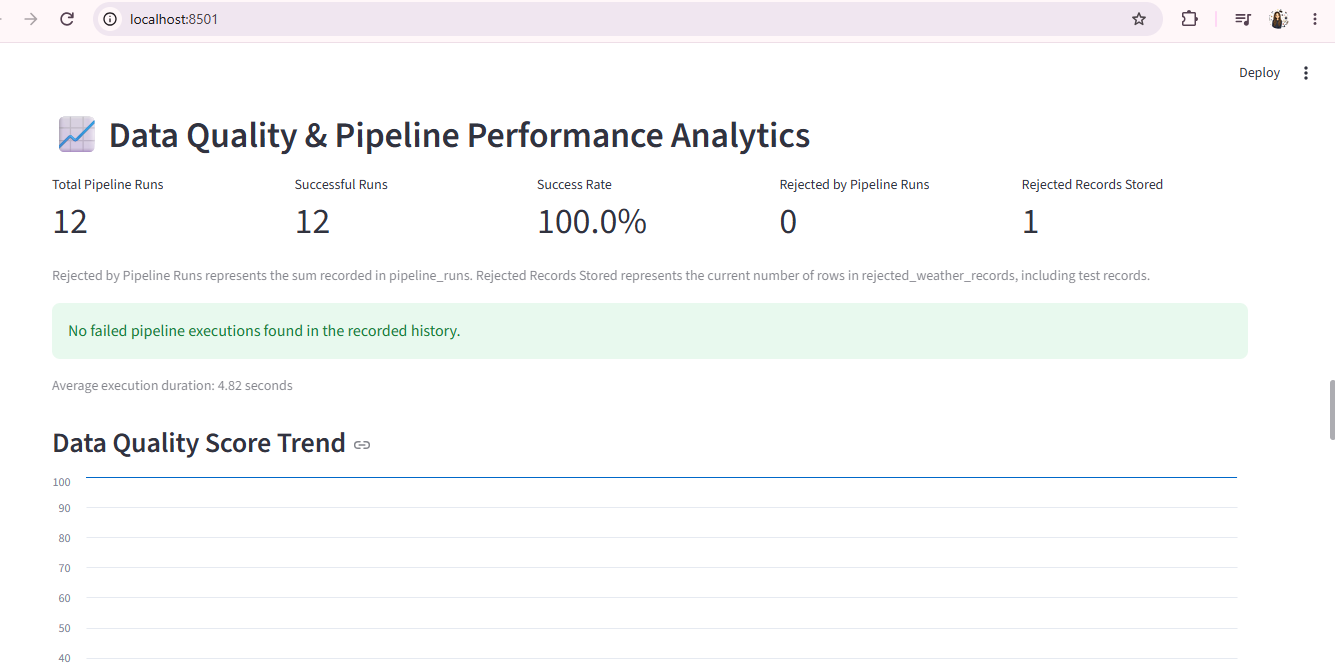 localhost:8501
Deploy
Data Quality & Pipeline Performance Analytics
Total Pipeline Runs
12
Successful Runs
12
Success Rate
100.0%
Rejected by Pipeline Runs
0
Rejected Records Stored
1
Rejected by Pipeline Runs represents the sum recorded in pipeline_runs. Rejected Records Stored represents the current number of rows in rejected_weather_records, including test records.
No failed pipeline executions found in the recorded history.
Average execution duration: 4.82 seconds
Data Quality Score Trend
100
90
80
70
60
50
40